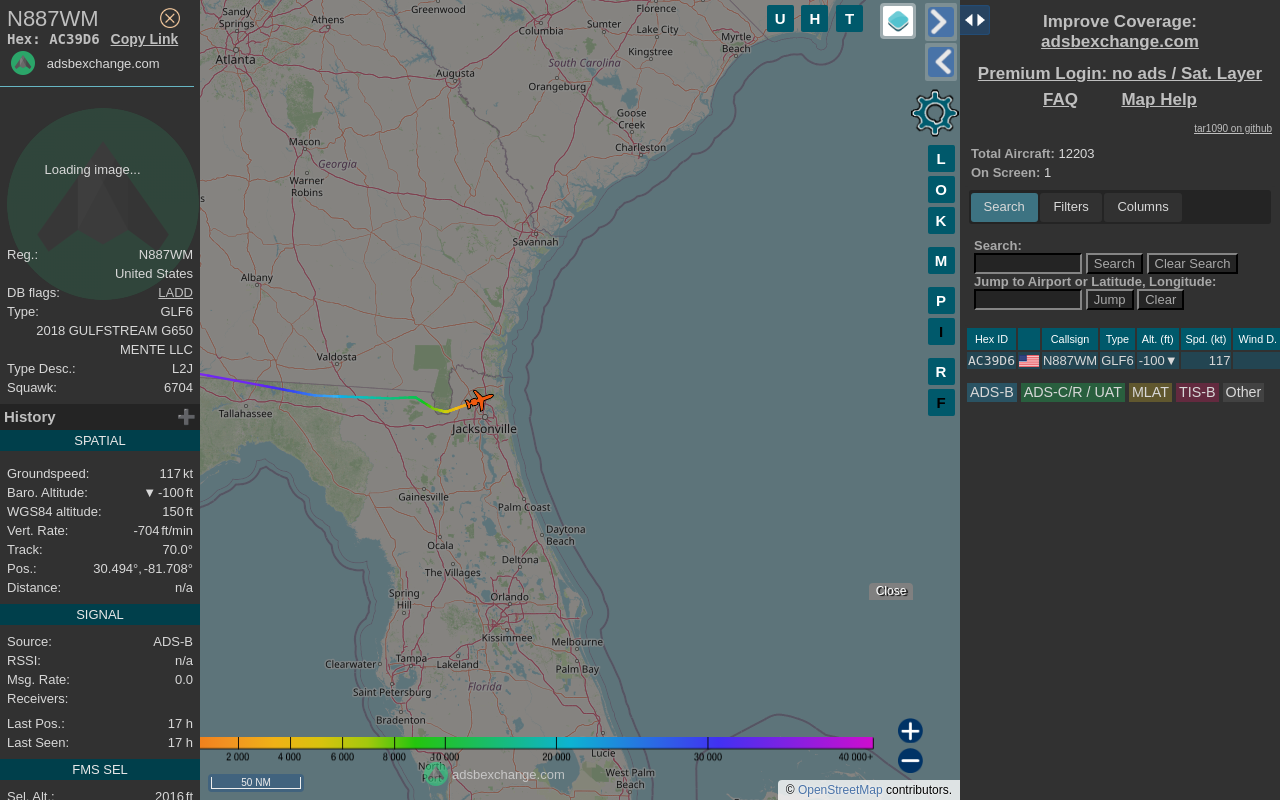 N887WM
Hex: AC39D6 Copy Link
adsbexchange.com
Loading image...
Reg.: N887WM
United States
DB flags: LADD
Type: GLF6
2018 GULFSTREAM G650
MENTE LLC
Type Desc.: L2J
Squawk: 6704
History
SPATIAL
Groundspeed: 117 kt
Baro. Altitude: ▼ -100 ft
WGS84 altitude: 150 ft
Vert. Rate: -704 ft/min
Track: 70.0°
Pos.: 30.494°, -81.708°
Distance: n/a
SIGNAL
Source: ADS-B
RSSI: n/a
Msg. Rate: 0.0
Receivers:
Last Pos.: 17 h
Last Seen: 17 h
FMS SEL
Sel. Alt.: 2016 ft
Sandy Springs
Athens
Greenwood
Florence
Atlanta
Columbia
Sumter
Lake City
Kingstree
Myrtle Beach
South Carolina
Augusta
Orangeburg
Goose Creek
Charleston
Macon
Georgia
Warner Robins
s
Savannah
Albany
Valdosta
Tallahassee
Jacksonville
Gainesville
Palm Coast
Ocala
Daytona Beach
Deltona
The Villages
Spring Hill
Orlando
Kissimmee
Melbourne
Clearwater
Tampa
Lakeland
Palm Bay
Saint Petersburg
Florida
Bradenton
North Port
Lucie
West Palm Beach
2 000
4 000
6 000
8 000
10 000
20 000
30 000
40 000+
50 NM
adsbexchange.com
© OpenStreetMap contributors.
U H T
L
O
K
M
P
I
R
F
Close
Improve Coverage:
adsbexchange.com
Premium Login: no ads / Sat. Layer
FAQ Map Help
tar1090 on github
Total Aircraft: 12203
On Screen: 1
Search Filters Columns
Search:
Search Clear Search
Jump to Airport or Latitude, Longitude:
Jump Clear
Hex ID Callsign Type Alt. (ft) Spd. (kt) Wind D.
AC39D6 N887WM GLF6 -100▼ 117
ADS-B ADS-C/R / UAT MLAT TIS-B Other